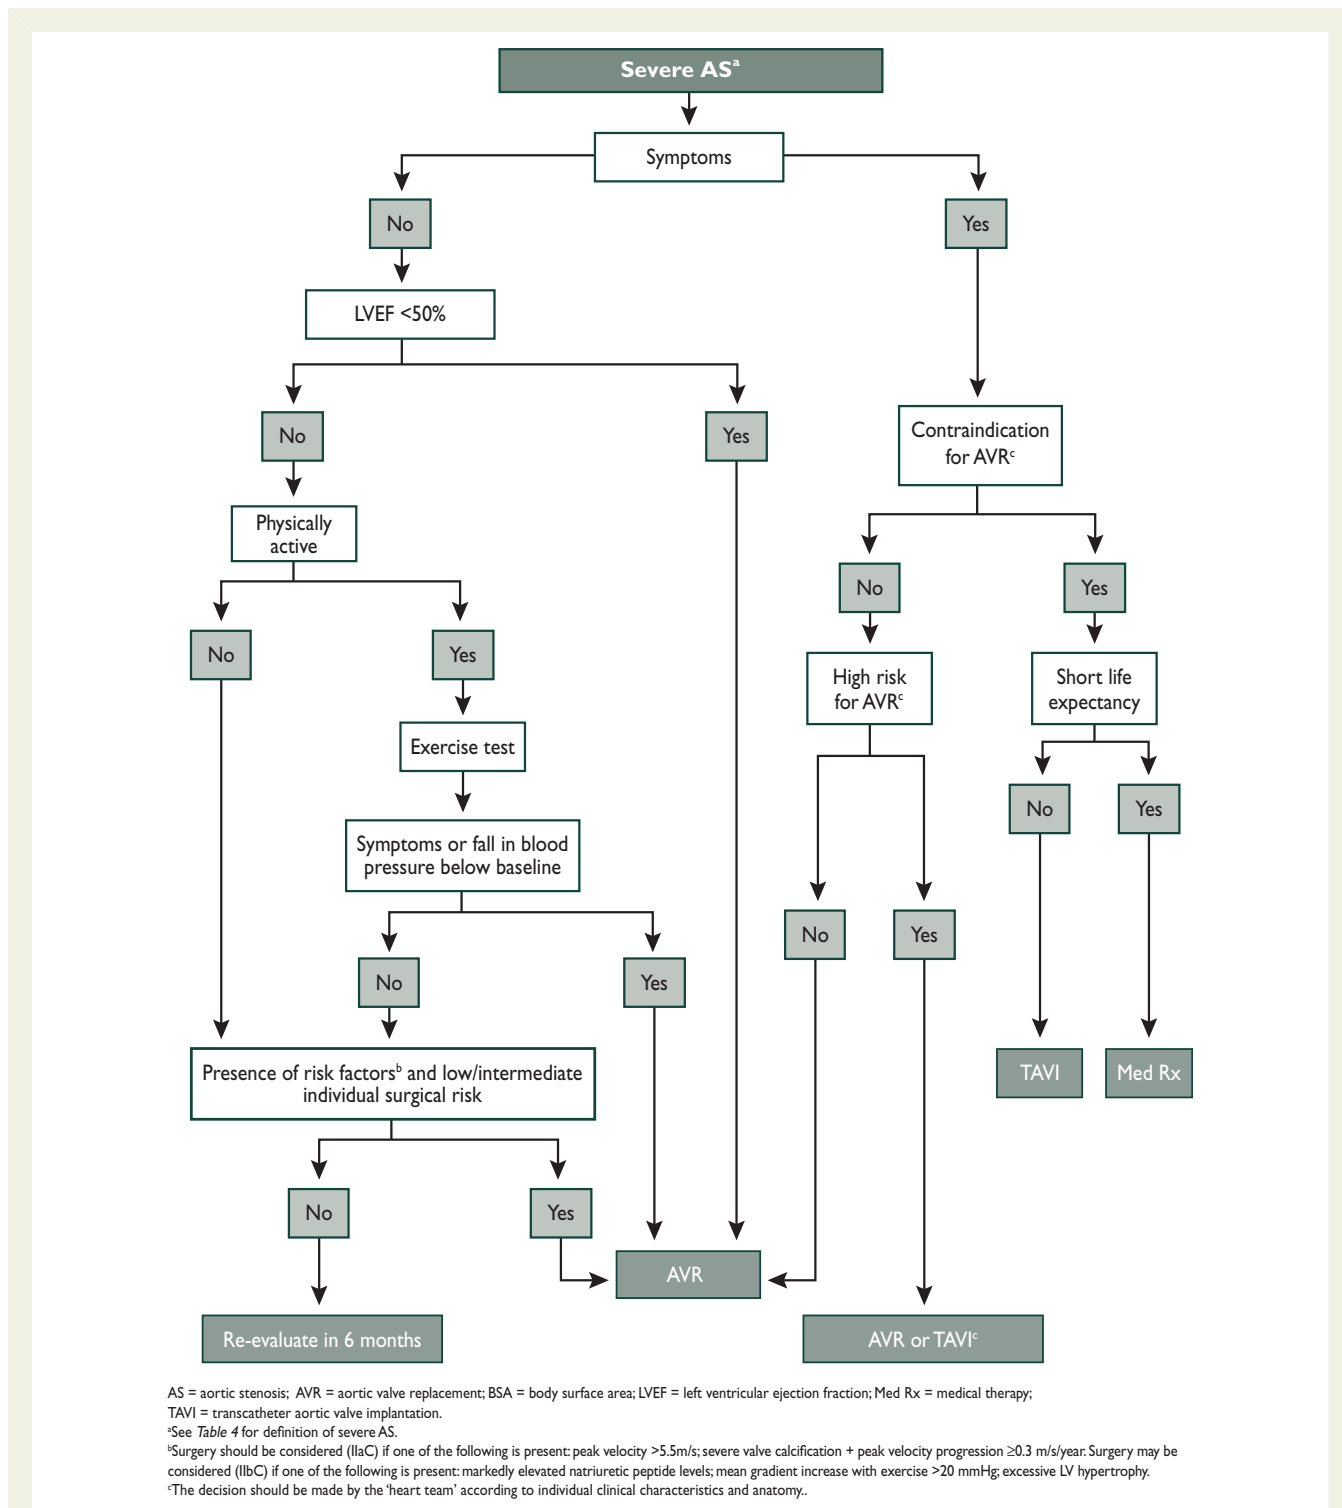 Severe ASᵃ
Symptoms
No
Yes
LVEF <50%
No
Yes
Contraindication
for AVRᶜ
Physically
active
No
Yes
No
Yes
High risk
for AVRᶜ
Short life
expectancy
Exercise test
No
Yes
Symptoms or fall in blood
pressure below baseline
No
Yes
No
Yes
Presence of risk factorsᵇ and low/intermediate
individual surgical risk
TAVI
Med Rx
No
Yes
AVR
Re-evaluate in 6 months
AVR or TAVIᶜ
AS = aortic stenosis; AVR = aortic valve replacement; BSA = body surface area; LVEF = left ventricular ejection fraction; Med Rx = medical therapy;
TAVI = transcatheter aortic valve implantation.
ᵃSee Table 4 for definition of severe AS.
ᵇSurgery should be considered (IIaC) if one of the following is present: peak velocity >5.5m/s; severe valve calcification + peak velocity progression ≥0.3 m/s/year. Surgery may be
considered (IIbC) if one of the following is present: markedly elevated natriuretic peptide levels; mean gradient increase with exercise >20 mmHg; excessive LV hypertrophy.
ᶜThe decision should be made by the ‘heart team’ according to individual clinical characteristics and anatomy..